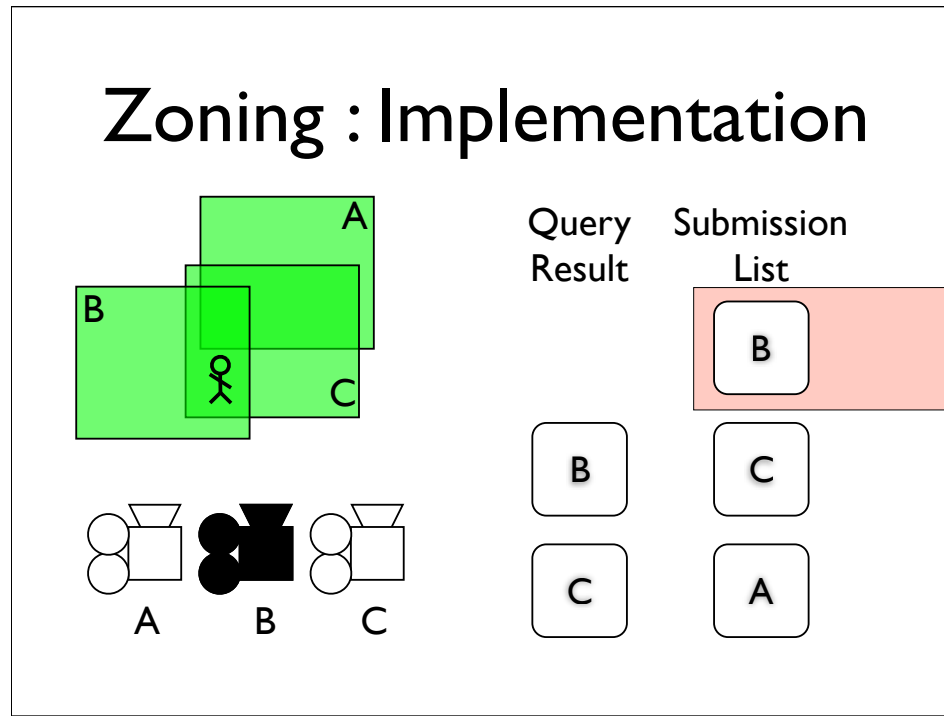 Zoning : Implementation
A
B
C
A
B
C
Query
Result
B
C
Submission
List
B
C
A